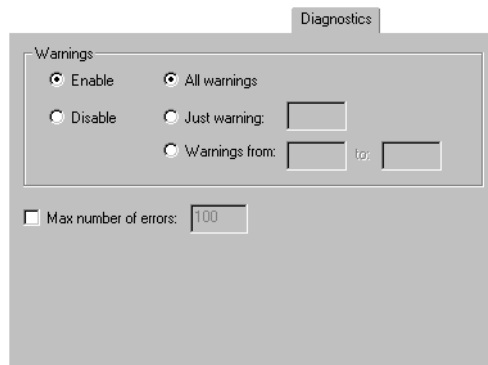 Diagnostics
Warnings
Enable
All warnings
Disable
Just warning:
Warnings from:
to:
Max number of errors:
100